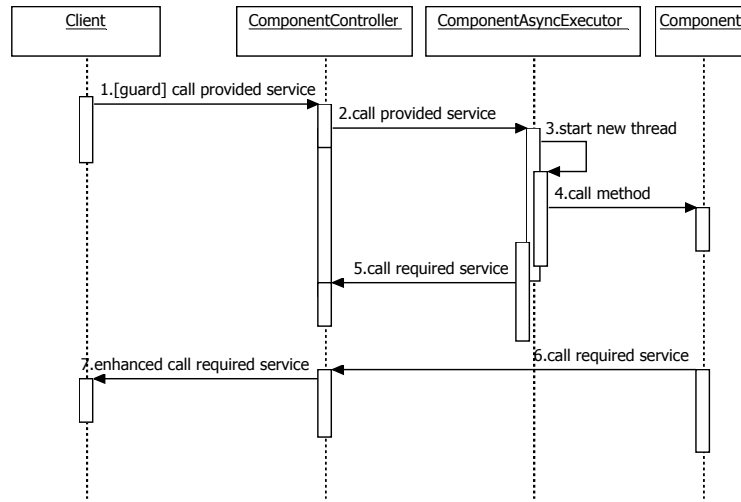 Client
ComponentController
ComponentAsyncExecutor
Component
1.[guard] call provided service
2.call provided service
3.start new thread
4.call method
5.call required service
6.call required service
7.enhanced call required service